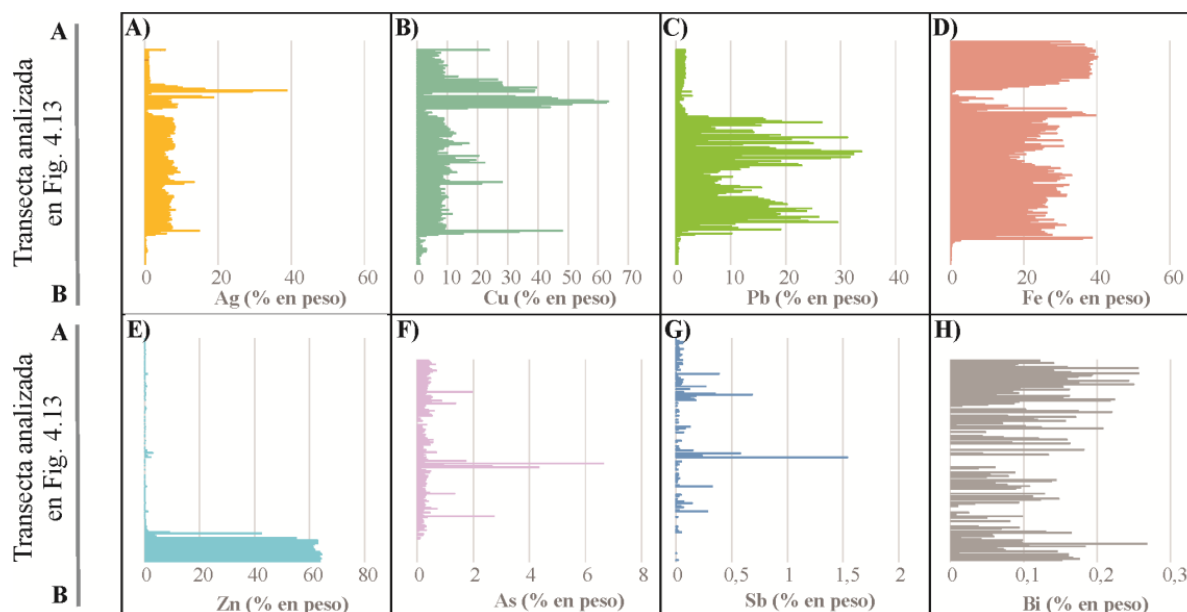 A
Transecta analizada
en Fig. 4.13
B
A)
0 20 40 60
Ag (% en peso)
B)
0 10 20 30 40 50 60 70
Cu (% en peso)
C)
0 10 20 30 40
Pb (% en peso)
D)
0 20 40 60
Fe (% en peso)
A
Transecta analizada
en Fig. 4.13
B
E)
0 20 40 60 80
Zn (% en peso)
F)
0 2 4 6 8
As (% en peso)
G)
0 0,5 1 1,5 2
Sb (% en peso)
H)
0 0,1 0,2 0,3
Bi (% en peso)